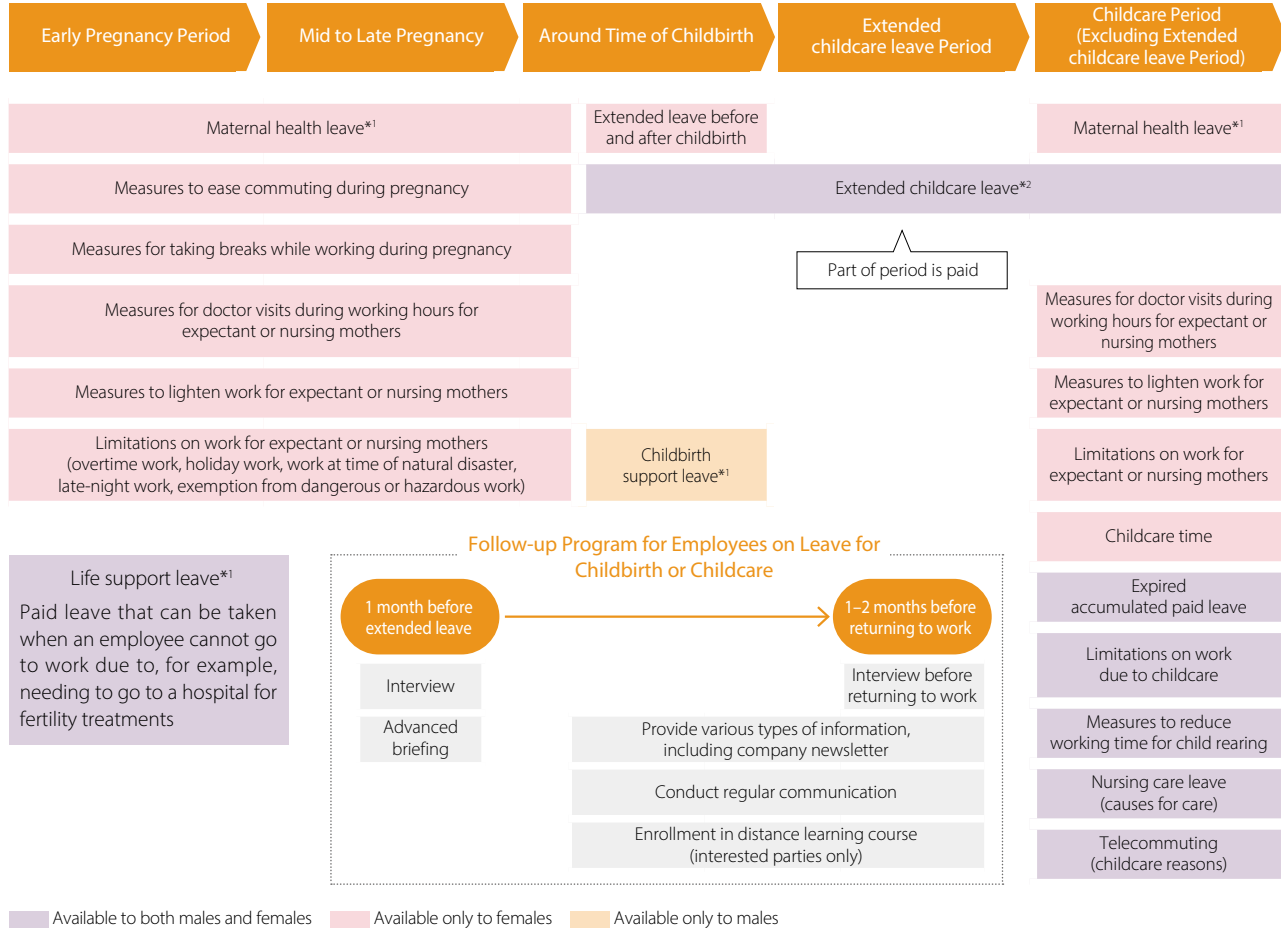 Early Pregnancy Period
Mid to Late Pregnancy
Around Time of Childbirth
Extended
childcare leave Period
Childcare Period
(Excluding Extended
childcare leave Period)
Maternal health leave*1
Extended leave before
and after childbirth
Maternal health leave*1
Measures to ease commuting during pregnancy
Extended childcare leave*2
Measures for taking breaks while working during pregnancy
Part of period is paid
Measures for doctor visits during working hours for
expectant or nursing mothers
Measures for doctor visits during
working hours for expectant or
nursing mothers
Measures to lighten work for expectant or nursing mothers
Measures to lighten work for
expectant or nursing mothers
Limitations on work for expectant or nursing mothers
(overtime work, holiday work, work at time of natural disaster,
late-night work, exemption from dangerous or hazardous work)
Childbirth
support leave*1
Limitations on work for
expectant or nursing mothers
Childcare time
Expired
accumulated paid leave
Limitations on work
due to childcare
Measures to reduce
working time for child rearing
Nursing care leave
(causes for care)
Telecommuting
(childcare reasons)
Life support leave*1
Paid leave that can be taken
when an employee cannot go
to work due to, for example,
needing to go to a hospital for
fertility treatments
Follow-up Program for Employees on Leave for
Childbirth or Childcare
1 month before
extended leave
1–2 months before
returning to work
Interview
Interview before
returning to work
Advanced
briefing
Provide various types of information,
including company newsletter
Conduct regular communication
Enrollment in distance learning course
(interested parties only)
Available to both males and females
Available only to females
Available only to males